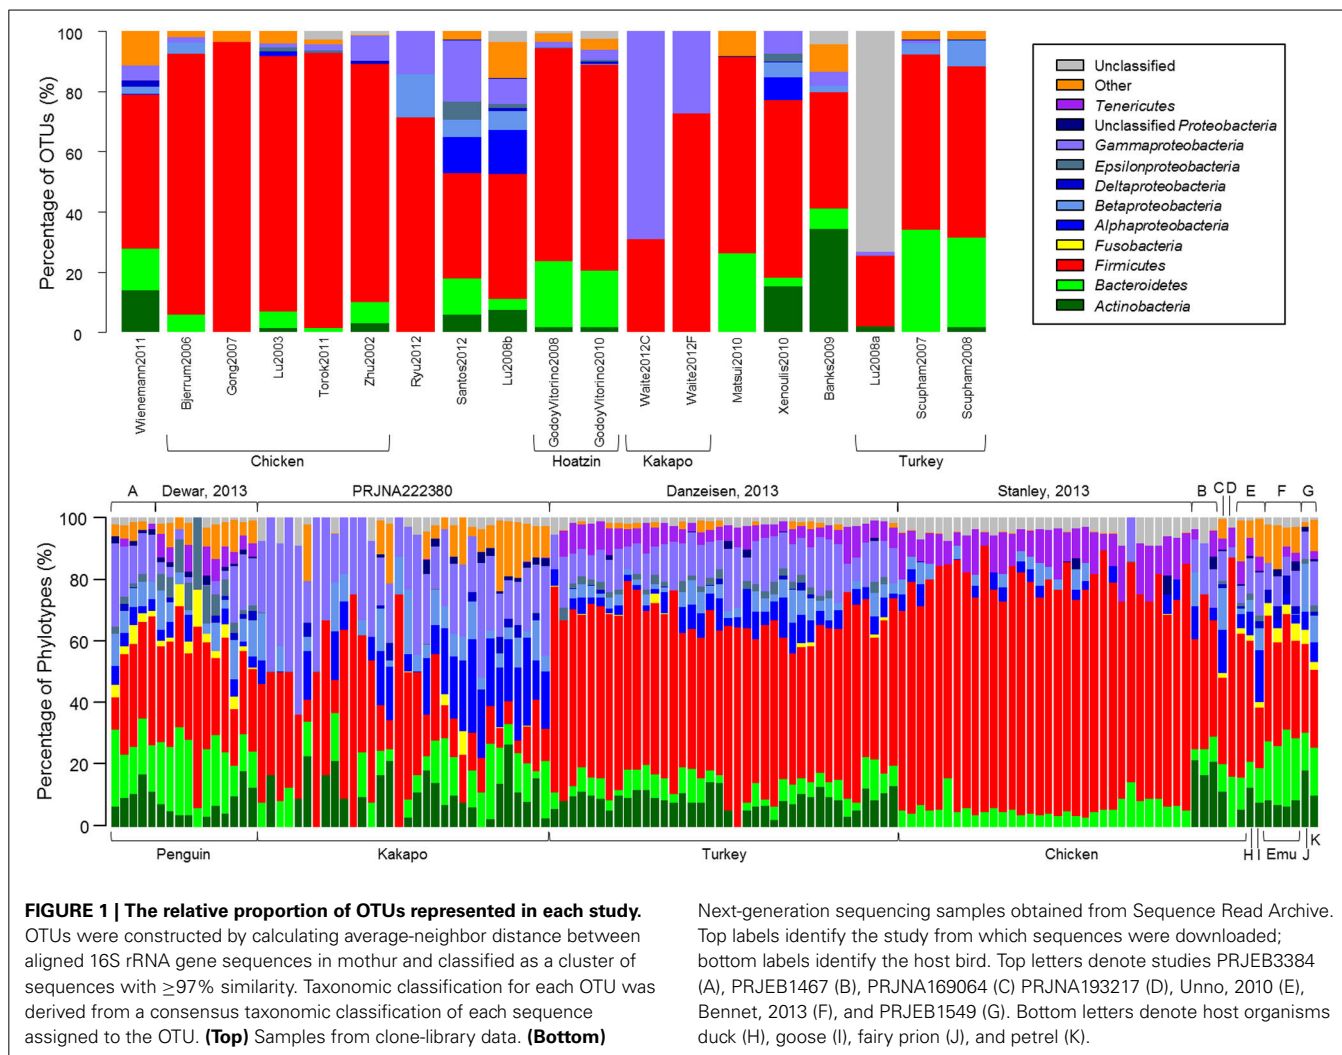 100
80
60
40
20
0
Percentage of OTUs (%)
Wienemann2011
Bjerrum2006
Gong2007
Lu2003
Torok2011
Zhu2002
Ryu2012
Santos2012
Lu2008b
GodoyVitorino2008
GodoyVitorino2010
Waite2012C
Waite2012F
Matsui2010
Xenoulis2010
Banks2009
Lu2008a
Scupham2007
Scupham2008
Chicken
Hoatzin
Kakapo
Turkey
Unclassified
Other
Tenericutes
Unclassified Proteobacteria
Gammaproteobacteria
Epsilonproteobacteria
Deltaproteobacteria
Betaproteobacteria
Alphaproteobacteria
Fusobacteria
Firmicutes
Bacteroidetes
Actinobacteria
A Dewar, 2013 PRJNA222380 Danzeisen, 2013 Stanley, 2013 B C D E F G
100
80
60
40
20
0
Percentage of Phylotypes (%)
Penguin Kakapo Turkey Chicken H I Emu J K
FIGURE 1 | The relative proportion of OTUs represented in each study.
OTUs were constructed by calculating average-neighbor distance between
aligned 16S rRNA gene sequences in mothur and classified as a cluster of
sequences with ≥97% similarity. Taxonomic classification for each OTU was
derived from a consensus taxonomic classification of each sequence
assigned to the OTU. (Top) Samples from clone-library data. (Bottom)
Next-generation sequencing samples obtained from Sequence Read Archive.
Top labels identify the study from which sequences were downloaded;
bottom labels identify the host bird. Top letters denote studies PRJEB3384
(A), PRJEB1467 (B), PRJNA169064 (C) PRJNA193217 (D), Unno, 2010 (E),
Bennet, 2013 (F), and PRJEB1549 (G). Bottom letters denote host organisms
duck (H), goose (I), fairy prion (J), and petrel (K).